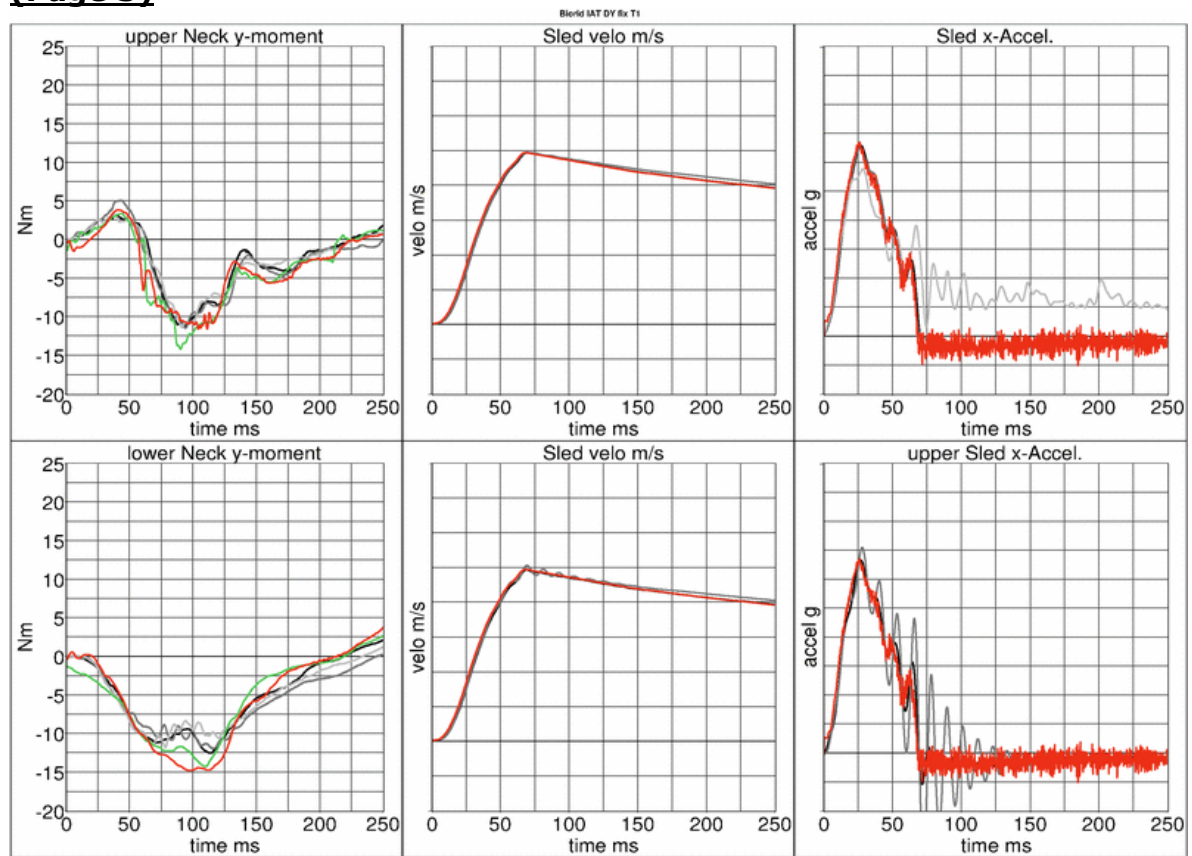 (Page
Biorid IAT DY fix T1
upper Neck y-moment
Nm
25
20
15
10
5
0
-5
-10
-15
-20
0 50 100 150 200 250
time ms
Sled velo m/s
velo m/s
0 50 100 150 200 250
time ms
Sled x-Accel.
accel g
0 50 100 150 200 250
time ms
lower Neck y-moment
Nm
25
20
15
10
5
0
-5
-10
-15
-20
0 50 100 150 200 250
time ms
Sled velo m/s
velo m/s
0 50 100 150 200 250
time ms
upper Sled x-Accel.
accel g
0 50 100 150 200 250
time ms